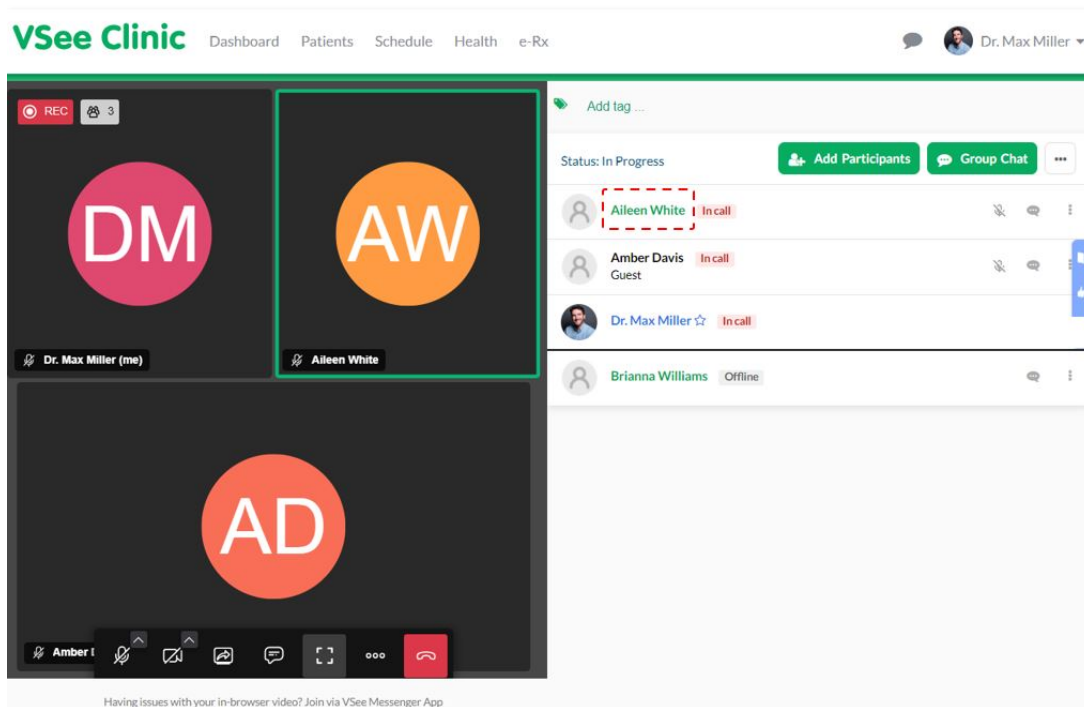 VSee Clinic Dashboard Patients Schedule Health e-Rx Dr. Max Miller
REC 3
DM
AW
Dr. Max Miller (me)
Aileen White
AD
Amber
Having issues with your in-browser video? Join via VSee Messenger App
Add tag ...
Status: In Progress Add Participants Group Chat
Aileen White In call
Amber Davis In call
Guest
Dr. Max Miller In call
Brianna Williams Offline